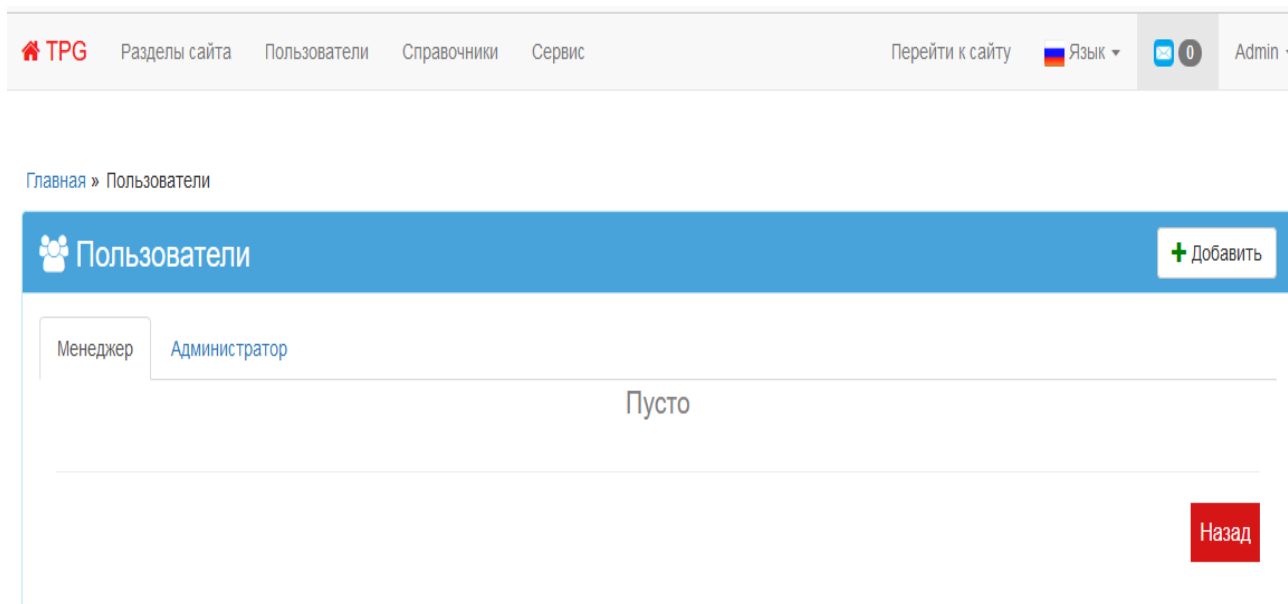 TPG Разделы сайта Пользователи Справочники Сервис Перейти к сайту Язык 0 Admin
Главная » Пользователи
Пользователи Добавить
Менеджер Администратор
Пусто
Назад